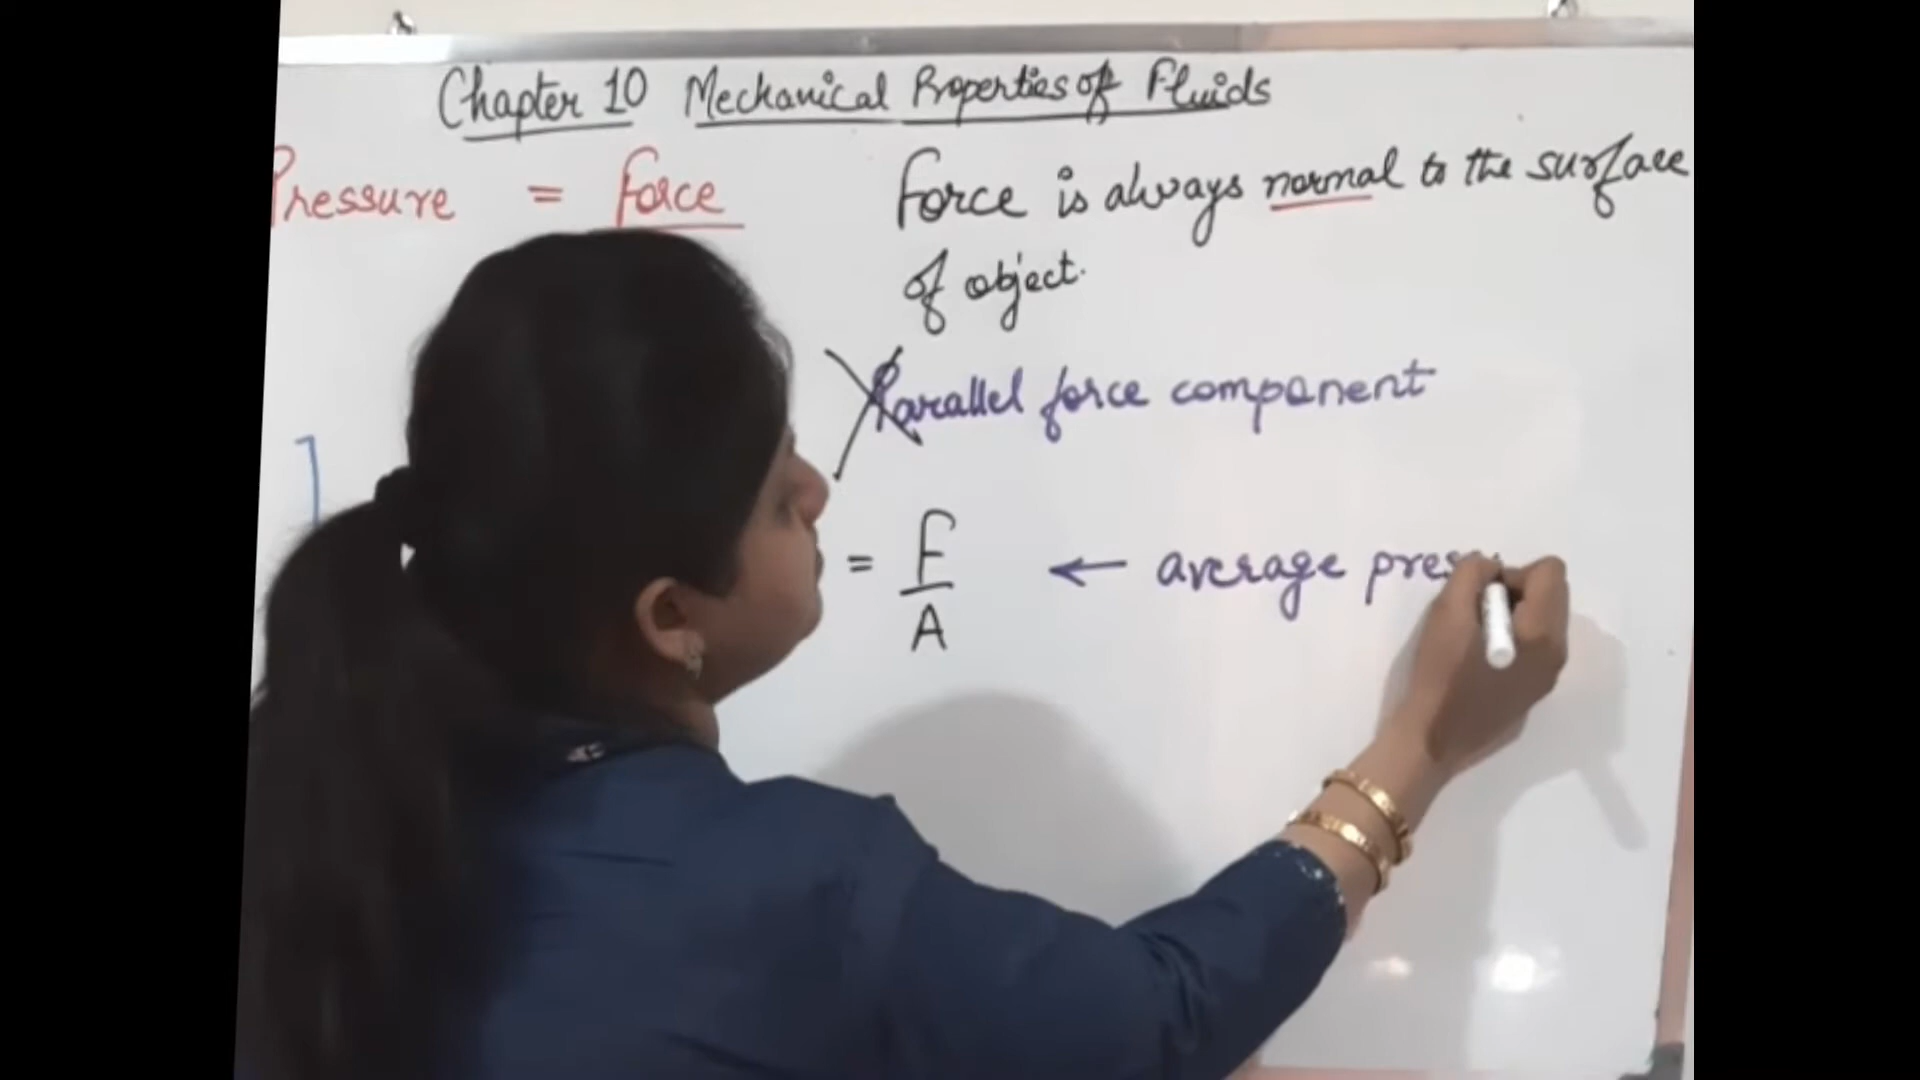 Chapter 10 Mechanical Properties of Fluids
Pressure = Force
Force is always normal to the surface
of object.
Parallel force component
= F
A
← average pres